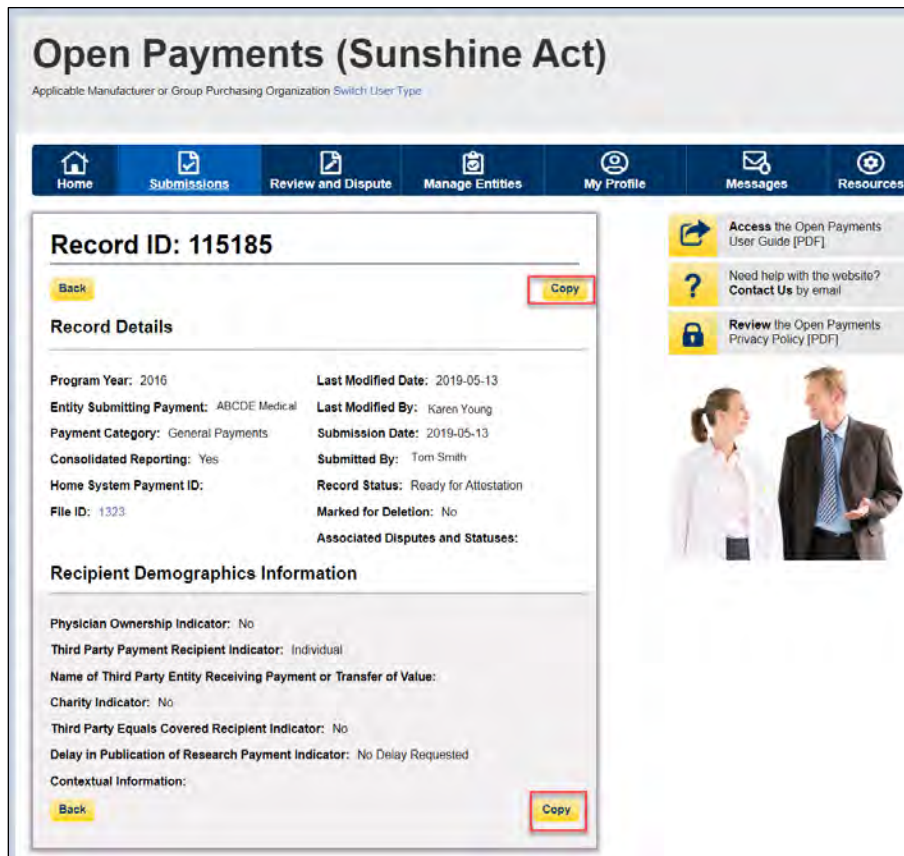 Open Payments (Sunshine Act)
Applicable Manufacturer or Group Purchasing Organization Switch User Type
Home
Submissions
Review and Dispute
Manage Entities
My Profile
Messages
Resources
Record ID: 115185
Back
Copy
Record Details
Program Year: 2016
Entity Submitting Payment: ABCDE Medical
Payment Category: General Payments
Consolidated Reporting: Yes
Home System Payment ID:
File ID: 1323
Last Modified Date: 2019-05-13
Last Modified By: Karen Young
Submission Date: 2019-05-13
Submitted By: Tom Smith
Record Status: Ready for Attestation
Marked for Deletion: No
Associated Disputes and Statuses:
Recipient Demographics Information
Physician Ownership Indicator: No
Third Party Payment Recipient Indicator: Individual
Name of Third Party Entity Receiving Payment or Transfer of Value:
Charity Indicator: No
Third Party Equals Covered Recipient Indicator: No
Delay in Publication of Research Payment Indicator: No Delay Requested
Contextual Information:
Back
Copy
Access the Open Payments
User Guide [PDF]
?
Need help with the website?
Contact Us by email
Review the Open Payments
Privacy Policy [PDF]